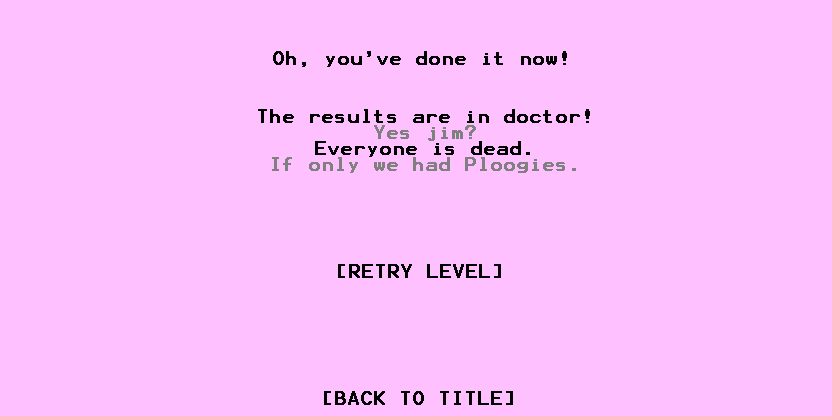 Oh, you've done it now!
The results are in doctor!
Yes jim?
Everyone is dead.
If only we had Ploogies.
[RETRY LEVEL]
[BACK TO TITLE]